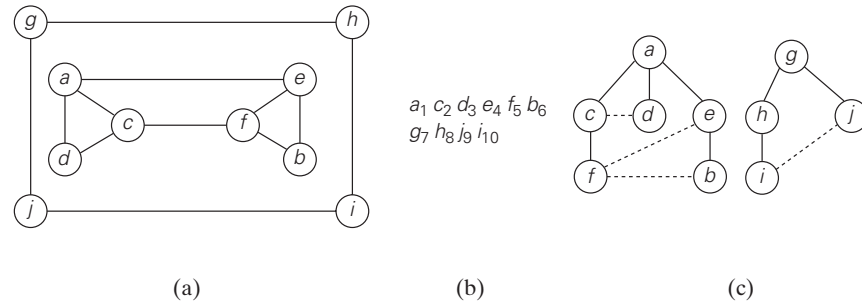 g h
a e
c f
d b
j i
a₁ c₂ d₃ e₄ f₅ b₆
g₇ h₈ j₉ i₁₀
a g
c d e h j
f b i
(a) (b) (c)